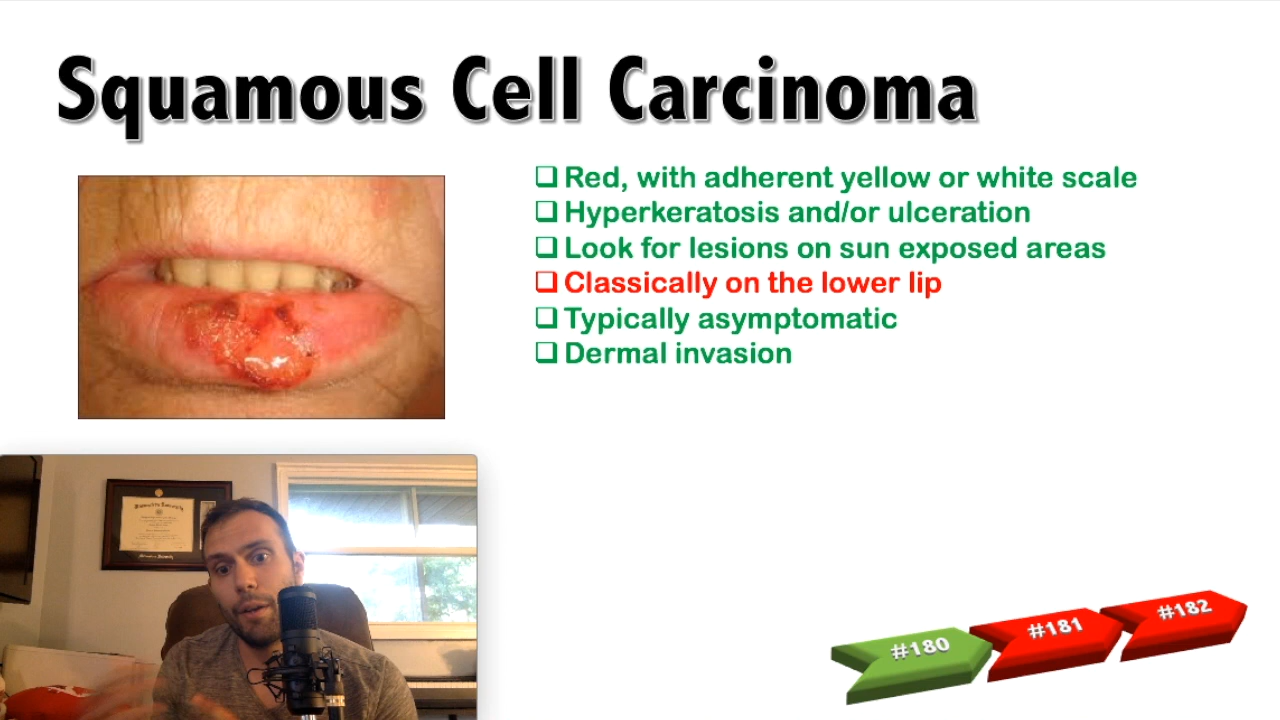 Squamous Cell Carcinoma
Red, with adherent yellow or white scale
Hyperkeratosis and/or ulceration
Look for lesions on sun exposed areas
Classically on the lower lip
Typically asymptomatic
Dermal invasion
#180
#181
#182